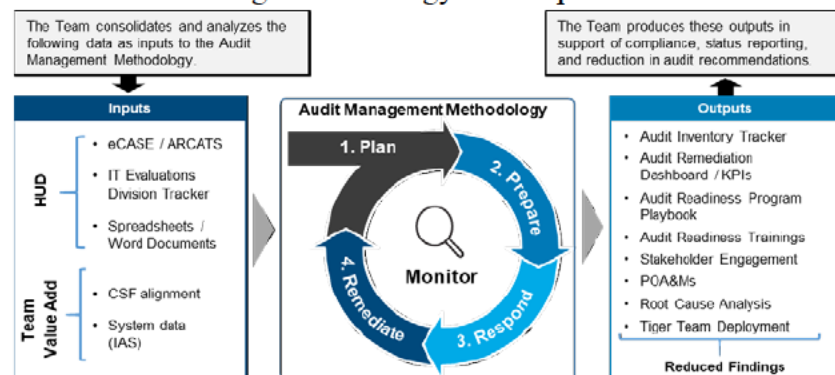 The Team consolidates and analyzes the
following data as inputs to the Audit
Management Methodology.
The Team produces these outputs in
support of compliance, status reporting,
and reduction in audit recommendations.
Inputs
HUD
• eCASE / ARCATS
• IT Evaluations
Division Tracker
• Spreadsheets /
Word Documents
Team
Value Add
• CSF alignment
• System data
(IAS)
Audit Management Methodology
1. Plan
2. Prepare
3. Respond
4. Remediate
Monitor
Outputs
• Audit Inventory Tracker
• Audit Remediation
Dashboard / KPIs
• Audit Readiness Program
Playbook
• Audit Readiness Trainings
• Stakeholder Engagement
• POA&Ms
• Root Cause Analysis
• Tiger Team Deployment
Reduced Findings